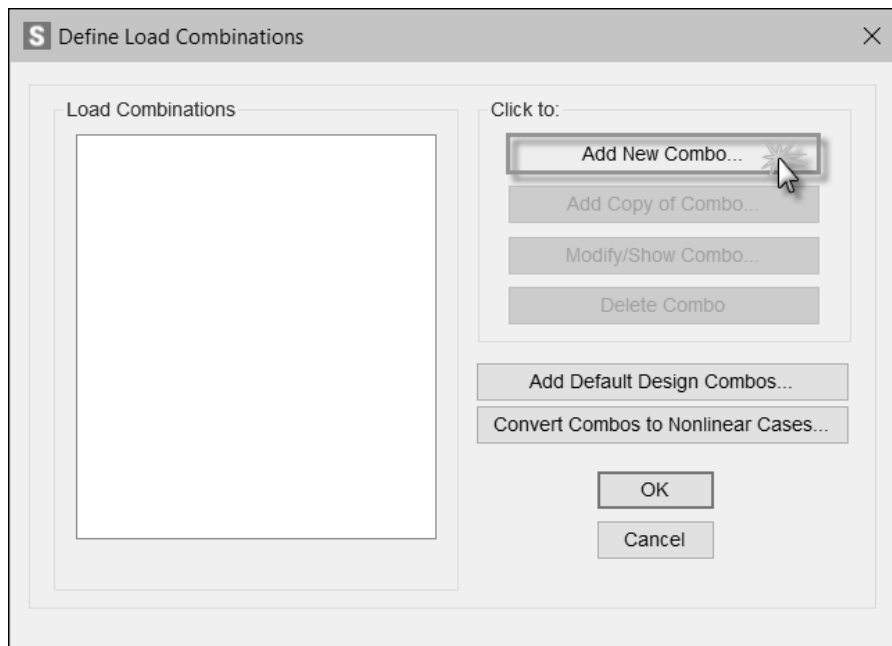 S Define Load Combinations
Load Combinations
Click to:
Add New Combo...
Add Copy of Combo...
Modify/Show Combo...
Delete Combo
Add Default Design Combos...
Convert Combos to Nonlinear Cases...
OK
Cancel